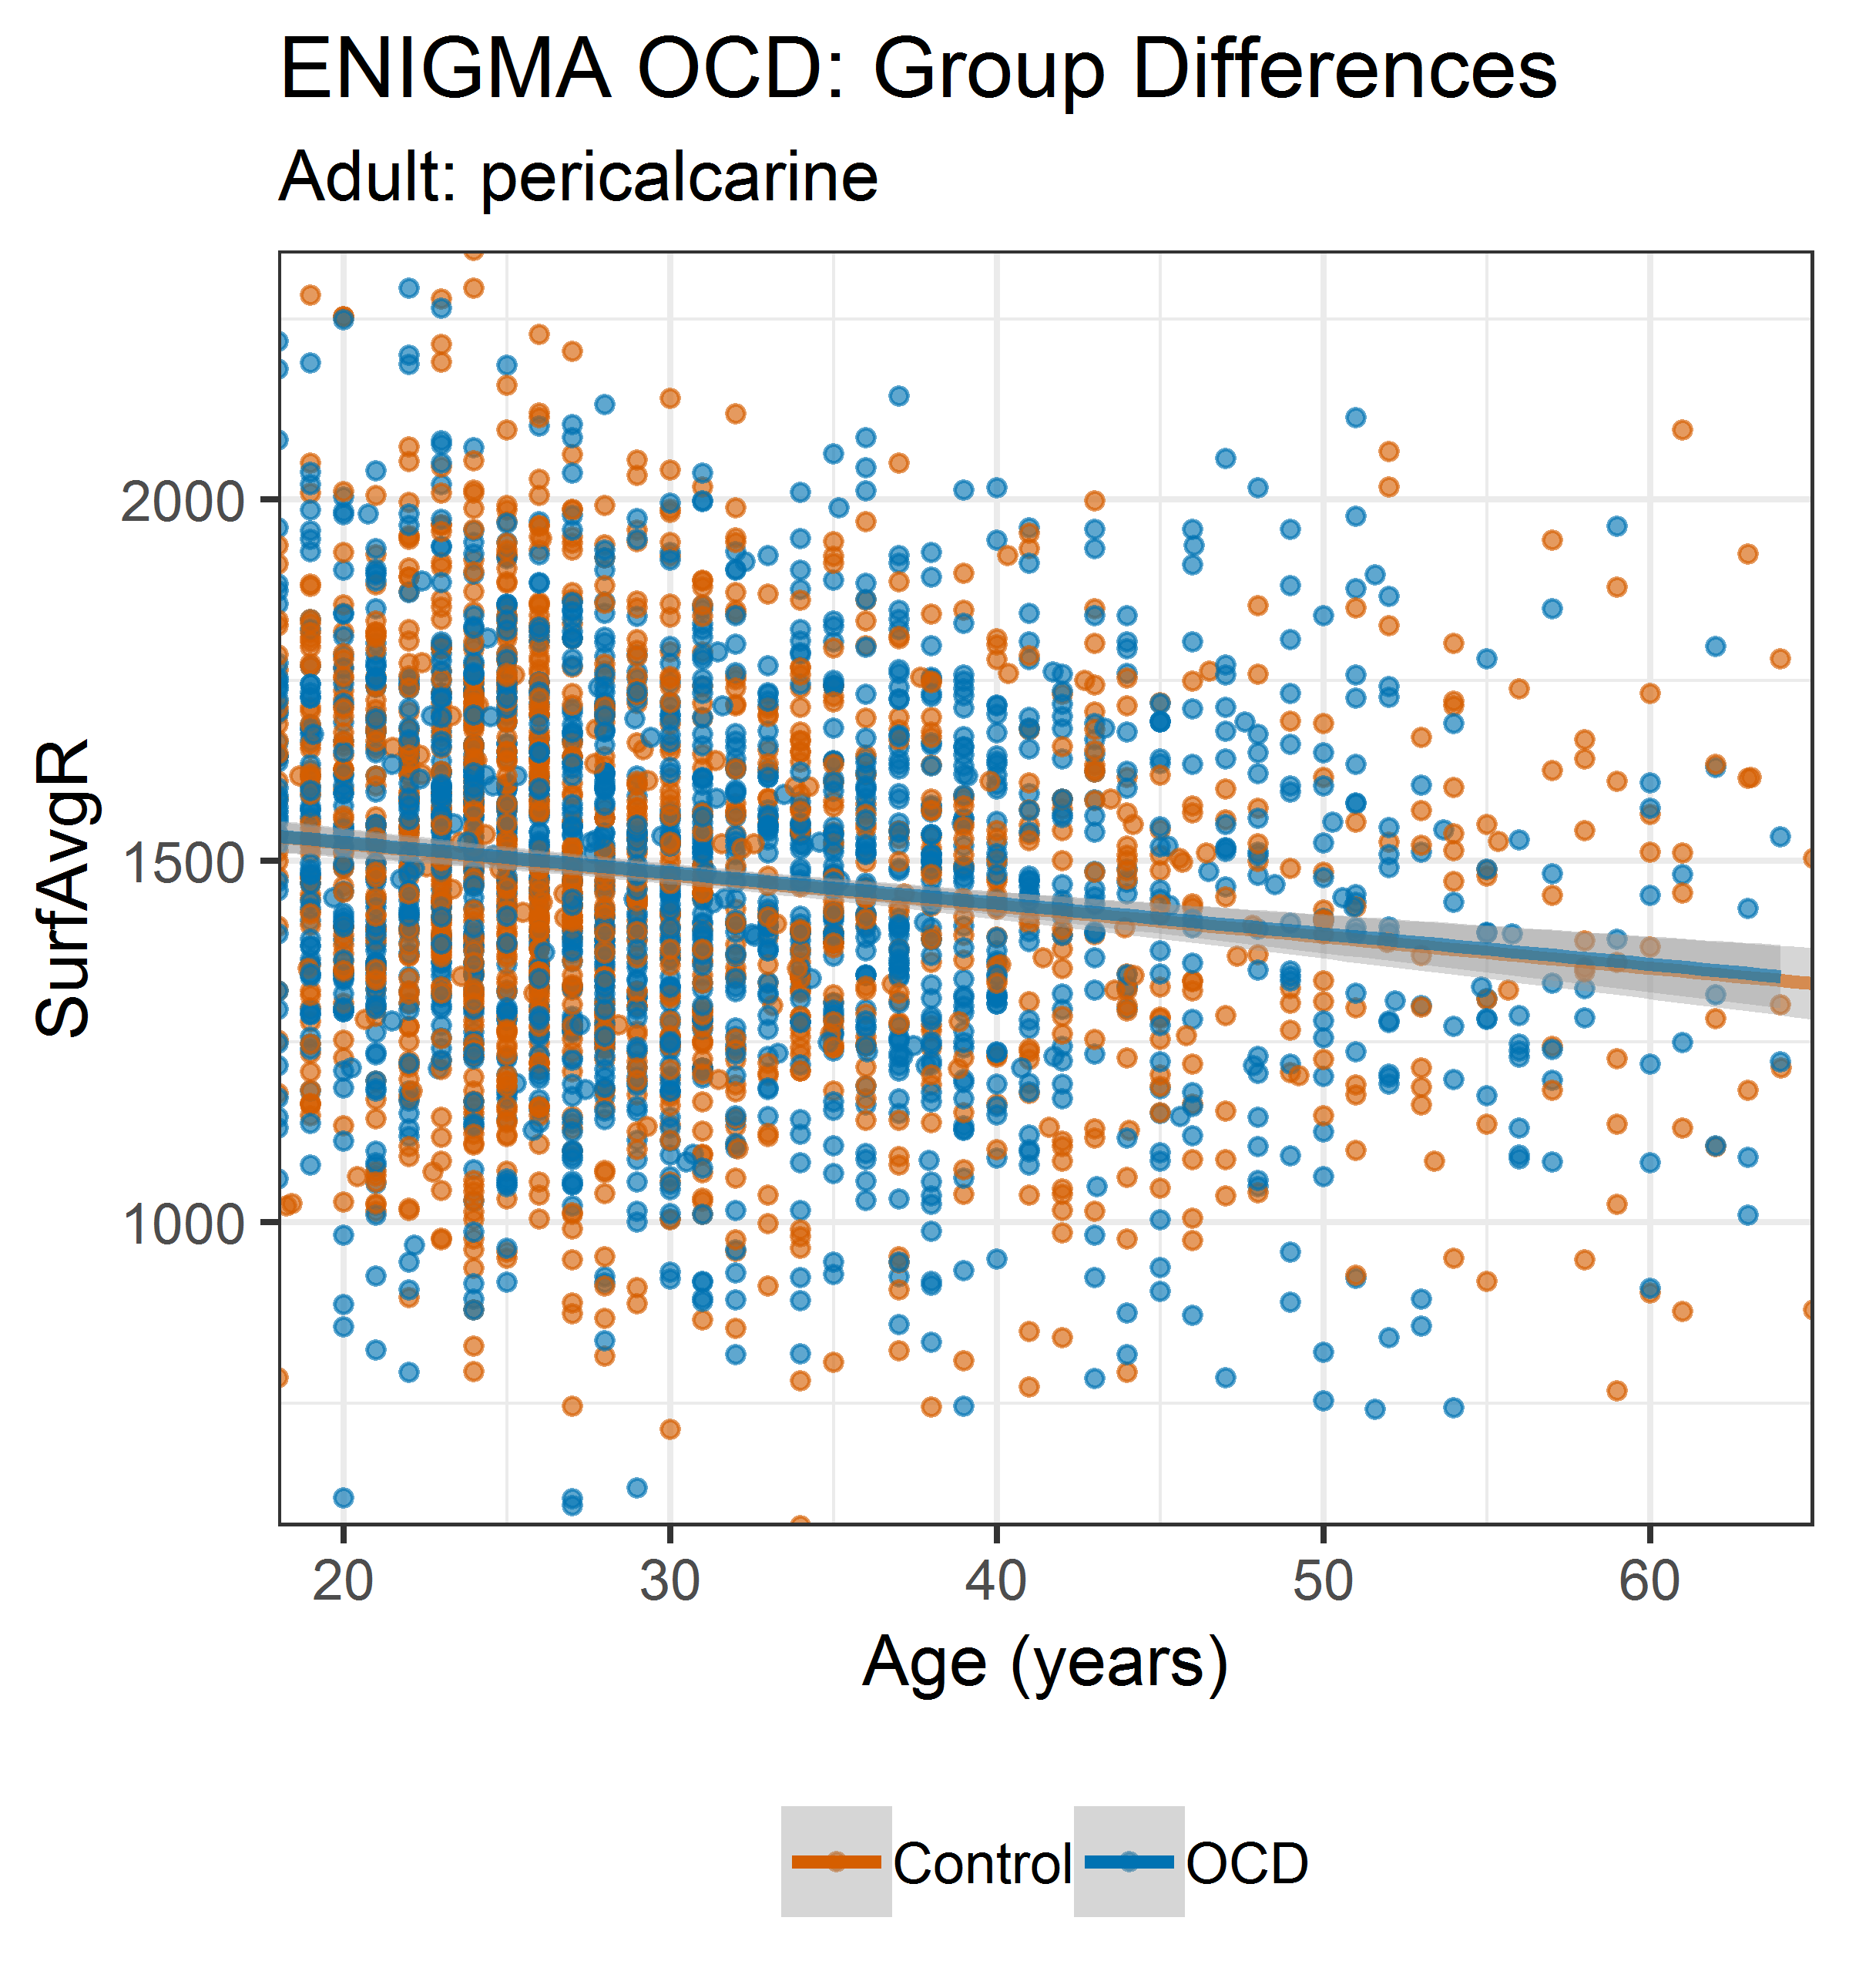 ENIGMA OCD: Group Differences
Adult: pericalcarine
SurfAvgR
2000
1500
1000
20 30 40 50 60
Age (years)
Control OCD